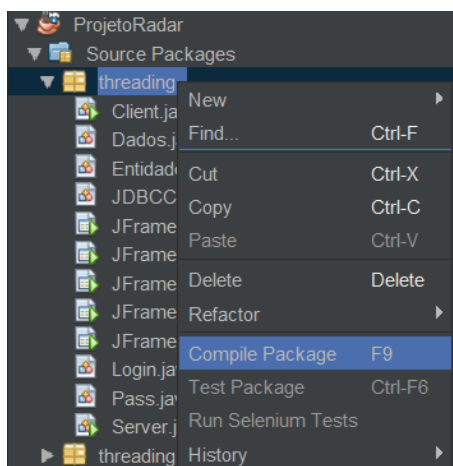 ProjetoRadar
Source Packages
threading
New
Client.ja
Find... Ctrl-F
Dados.j
Entidad
Cut Ctrl-X
JDBCC
Copy Ctrl-C
JFrame
Paste Ctrl-V
JFrame
JFrame
Delete Delete
JFrame
Refactor
JFrame
Compile Package F9
Login.ja
Test Package Ctrl-F6
Pass.jav
Run Selenium Tests
Server.j
threading
History